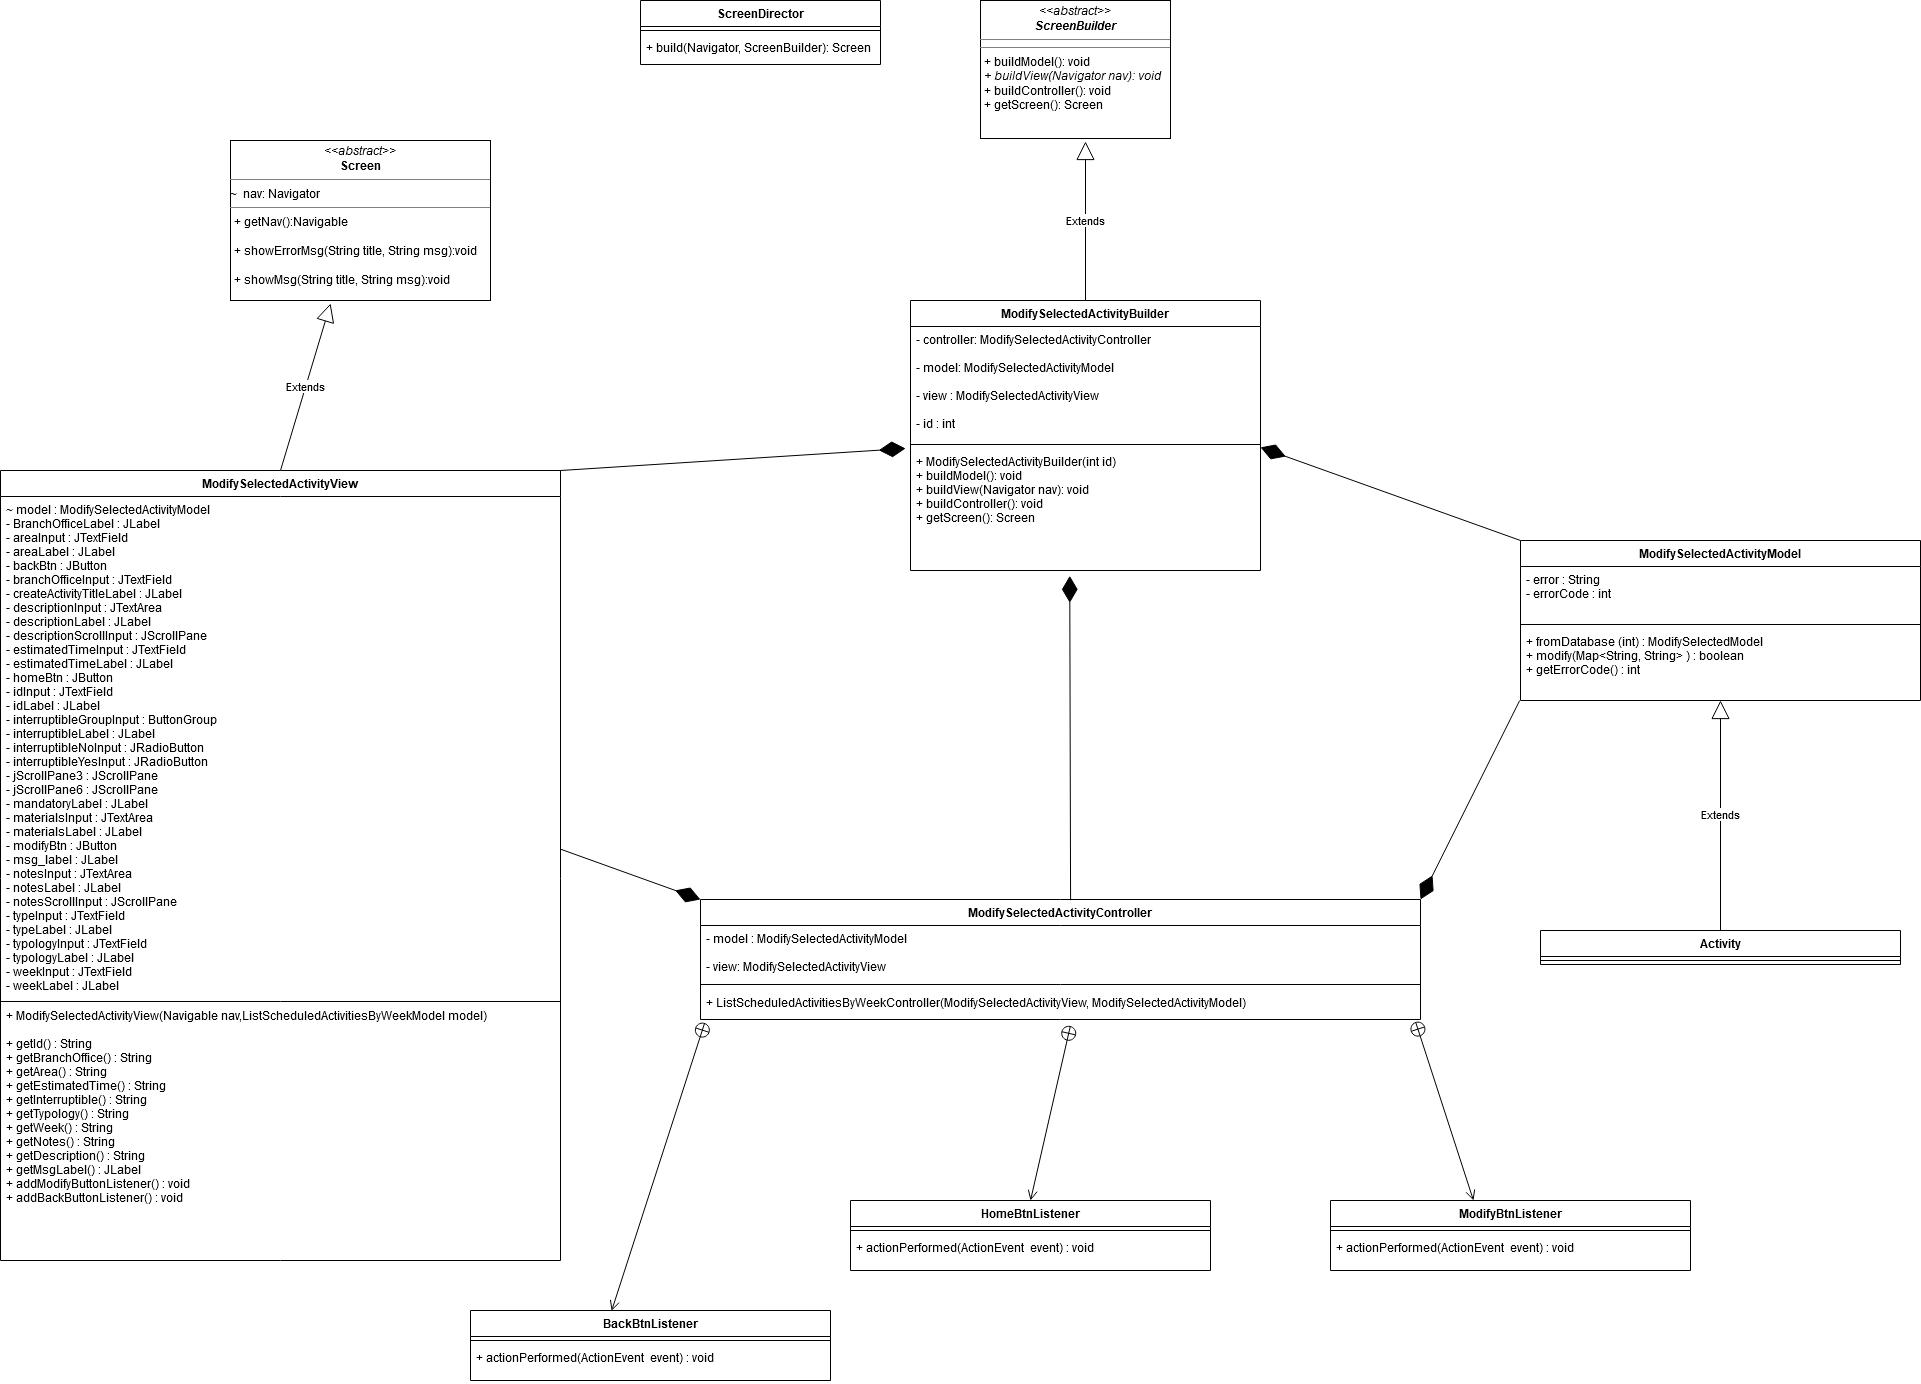 ScreenDirector
+ build(Navigator, ScreenBuilder): Screen
<<abstract>>
ScreenBuilder
+ buildModel(): void
+ buildView(Navigator nav): void
+ buildController(): void
+ getScreen(): Screen
<<abstract>>
Screen
~ nav: Navigator
+ getNav():Navigable
+ showErrorMsg(String title, String msg):void
+ showMsg(String title, String msg):void
Extends
Extends
ModifySelectedActivityBuilder
- controller: ModifySelectedActivityController
- model: ModifySelectedActivityModel
- view : ModifySelectedActivityView
- id : int
+ ModifySelectedActivityBuilder(int id)
+ buildModel(): void
+ buildView(Navigator nav): void
+ buildController(): void
+ getScreen(): Screen
ModifySelectedActivityView
~ model : ModifySelectedActivityModel
- BranchOfficeLabel : JLabel
- areaInput : JTextField
- areaLabel : JLabel
- backBtn : JButton
- branchOfficeInput : JTextField
- createActivityTitleLabel : JLabel
- descriptionInput : JTextArea
- descriptionLabel : JLabel
- descriptionScrollInput : JScrollPane
- estimatedTimeInput : JTextField
- estimatedTimeLabel : JLabel
- homeBtn : JButton
- idInput : JTextField
- idLabel : JLabel
- interruptibleGroupInput : ButtonGroup
- interruptibleLabel : JLabel
- interruptibleNoInput : JRadioButton
- interruptibleYesInput : JRadioButton
- jScrollPane3 : JScrollPane
- jScrollPane6 : JScrollPane
- mandatoryLabel : JLabel
- materialsInput : JTextArea
- materialsLabel : JLabel
- modifyBtn : JButton
- msg_label : JLabel
- notesInput : JTextArea
- notesLabel : JLabel
- notesScrollInput : JScrollPane
- typeInput : JTextField
- typeLabel : JLabel
- typologyInput : JTextField
- typologyLabel : JLabel
- weekInput : JTextField
- weekLabel : JLabel
+ ModifySelectedActivityView(Navigable nav,ListScheduledActivitiesByWeekModel model)
+ getId() : String
+ getBranchOffice() : String
+ getArea() : String
+ getEstimatedTime() : String
+ getInterruptible() : String
+ getTypology() : String
+ getWeek() : String
+ getNotes() : String
+ getDescription() : String
+ getMsgLabel() : JLabel
+ addModifyButtonListener() : void
+ addBackButtonListener() : void
ModifySelectedActivityModel
- error : String
- errorCode : int
+ fromDatabase (int) : ModifySelectedModel
+ modify(Map<String, String> ) : boolean
+ getErrorCode() : int
Extends
Activity
ModifySelectedActivityController
- model : ModifySelectedActivityModel
- view: ModifySelectedActivityView
+ ListScheduledActivitiesByWeekController(ModifySelectedActivityView, ModifySelectedActivityModel)
HomeBtnListener
+ actionPerformed(ActionEvent event) : void
ModifyBtnListener
+ actionPerformed(ActionEvent event) : void
BackBtnListener
+ actionPerformed(ActionEvent event) : void